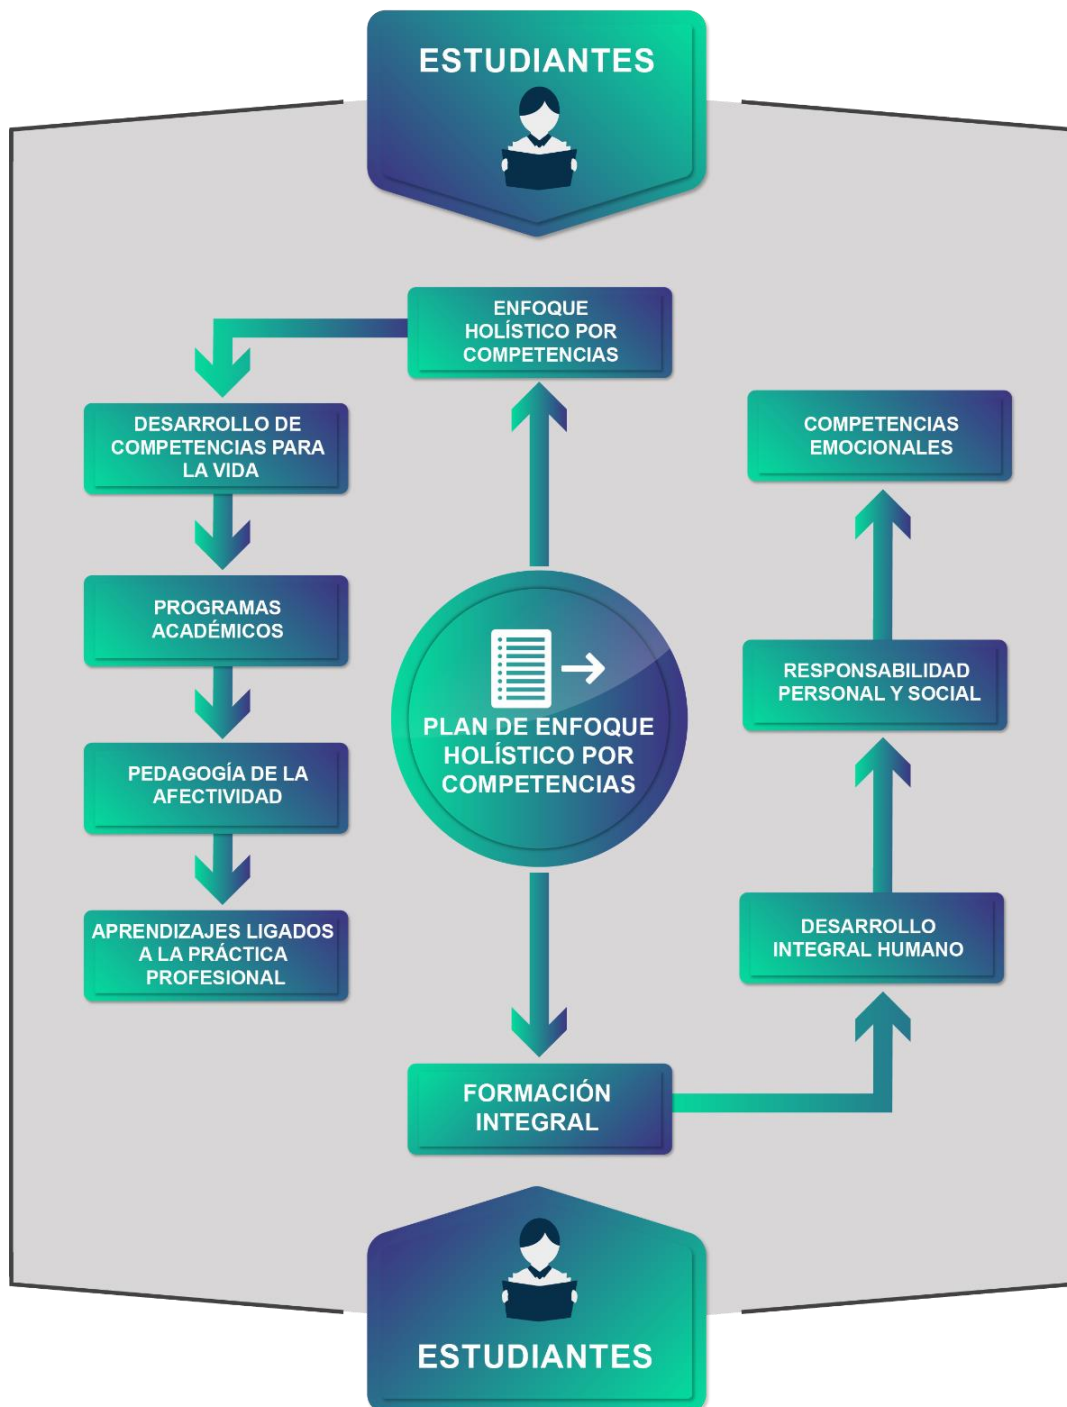 ESTUDIANTES
ENFOQUE
HOLÍSTICO POR
COMPETENCIAS
DESARROLLO DE
COMPETENCIAS PARA
LA VIDA
PROGRAMAS
ACADÉMICOS
PEDAGOGÍA DE LA
AFECTIVIDAD
APRENDIZAJES LIGADOS
A LA PRÁCTICA
PROFESIONAL
PLAN DE ENFOQUE
HOLÍSTICO POR
COMPETENCIAS
COMPETENCIAS
EMOCIONALES
RESPONSABILIDAD
PERSONAL Y SOCIAL
DESARROLLO
INTEGRAL HUMANO
FORMACIÓN
INTEGRAL
ESTUDIANTES